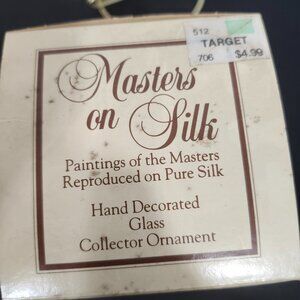 512
TARGET
706 $4.99
Masters
on Silk
Paintings of the Masters
Reproduced on Pure Silk
Hand Decorated
Glass
Collector Ornament